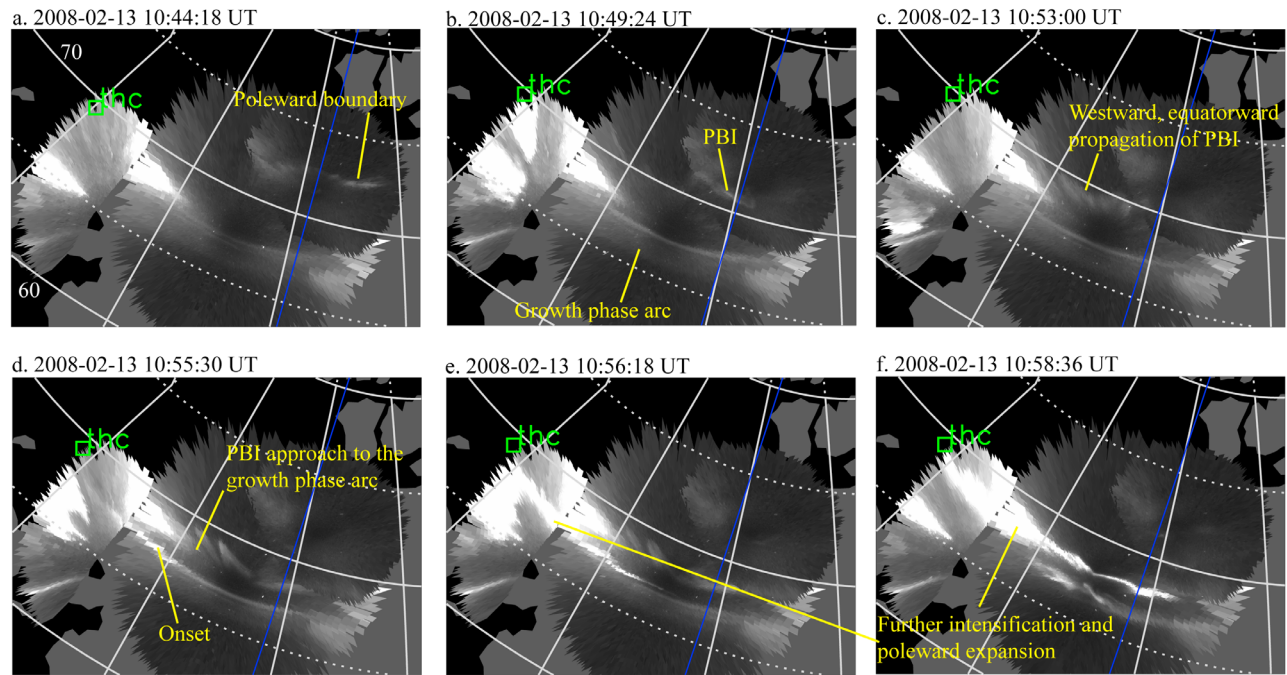 a. 2008-02-13 10:44:18 UT
70
thc
Poleward boundary
60
b. 2008-02-13 10:49:24 UT
thc
PBI
Growth phase arc
c. 2008-02-13 10:53:00 UT
thc
Westward, equatorward
propagation of PBI
d. 2008-02-13 10:55:30 UT
thc
PBI approach to the
growth phase arc
Onset
e. 2008-02-13 10:56:18 UT
thc
f. 2008-02-13 10:58:36 UT
thc
Further intensification and
poleward expansion